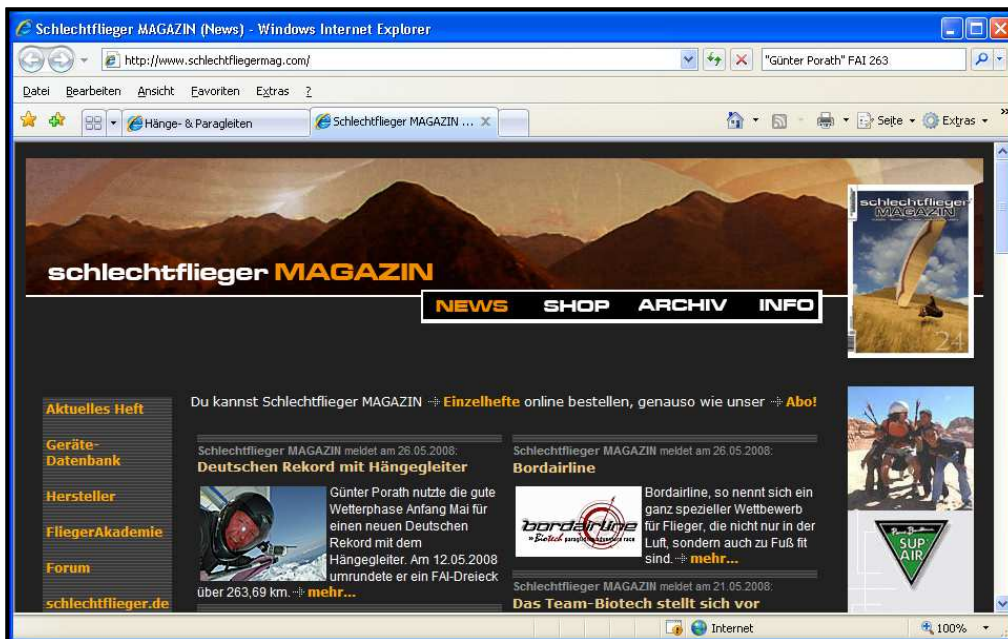 Schlechtflieger MAGAZIN (News) - Windows Internet Explorer
http://www.schlechtfliegermag.com/
"Günter Porath" FAI 263
Datei Bearbeiten Ansicht Favoriten Extras ?
Hänge- & Paragleiten
Schlechtflieger MAGAZIN ...
Seite
Extras
schlechtflieger MAGAZIN
NEWS SHOP ARCHIV INFO
schlechtflieger
MAGAZIN
24
Aktuelles Heft
Geräte-
Datenbank
Hersteller
FliegerAkademie
Forum
schlechtflieger.de
Du kannst Schlechtflieger MAGAZIN Einzelhefte online bestellen, genauso wie unser Abo!
Schlechtflieger MAGAZIN meldet am 26.05.2008:
Deutschen Rekord mit Hängegleiter
Günter Porath nutzte die gute
Wetterphase Anfang Mai für
einen neuen Deutschen
Rekord mit dem
Hängegleiter. Am 12.05.2008
umrundete er ein FAI-Dreieck
über 263,69 km. mehr...
Schlechtflieger MAGAZIN meldet am 26.05.2008:
Bordairline
bordairline
Biotech paragliding adventure race
Bordairline, so nennt sich ein
ganz spezieller Wettbewerb
für Flieger, die nicht nur in der
Luft, sondern auch zu Fuß fit
sind. mehr...
Schlechtflieger MAGAZIN meldet am 21.05.2008:
Das Team-Biotech stellt sich vor
SUP
AIR
Internet
100%